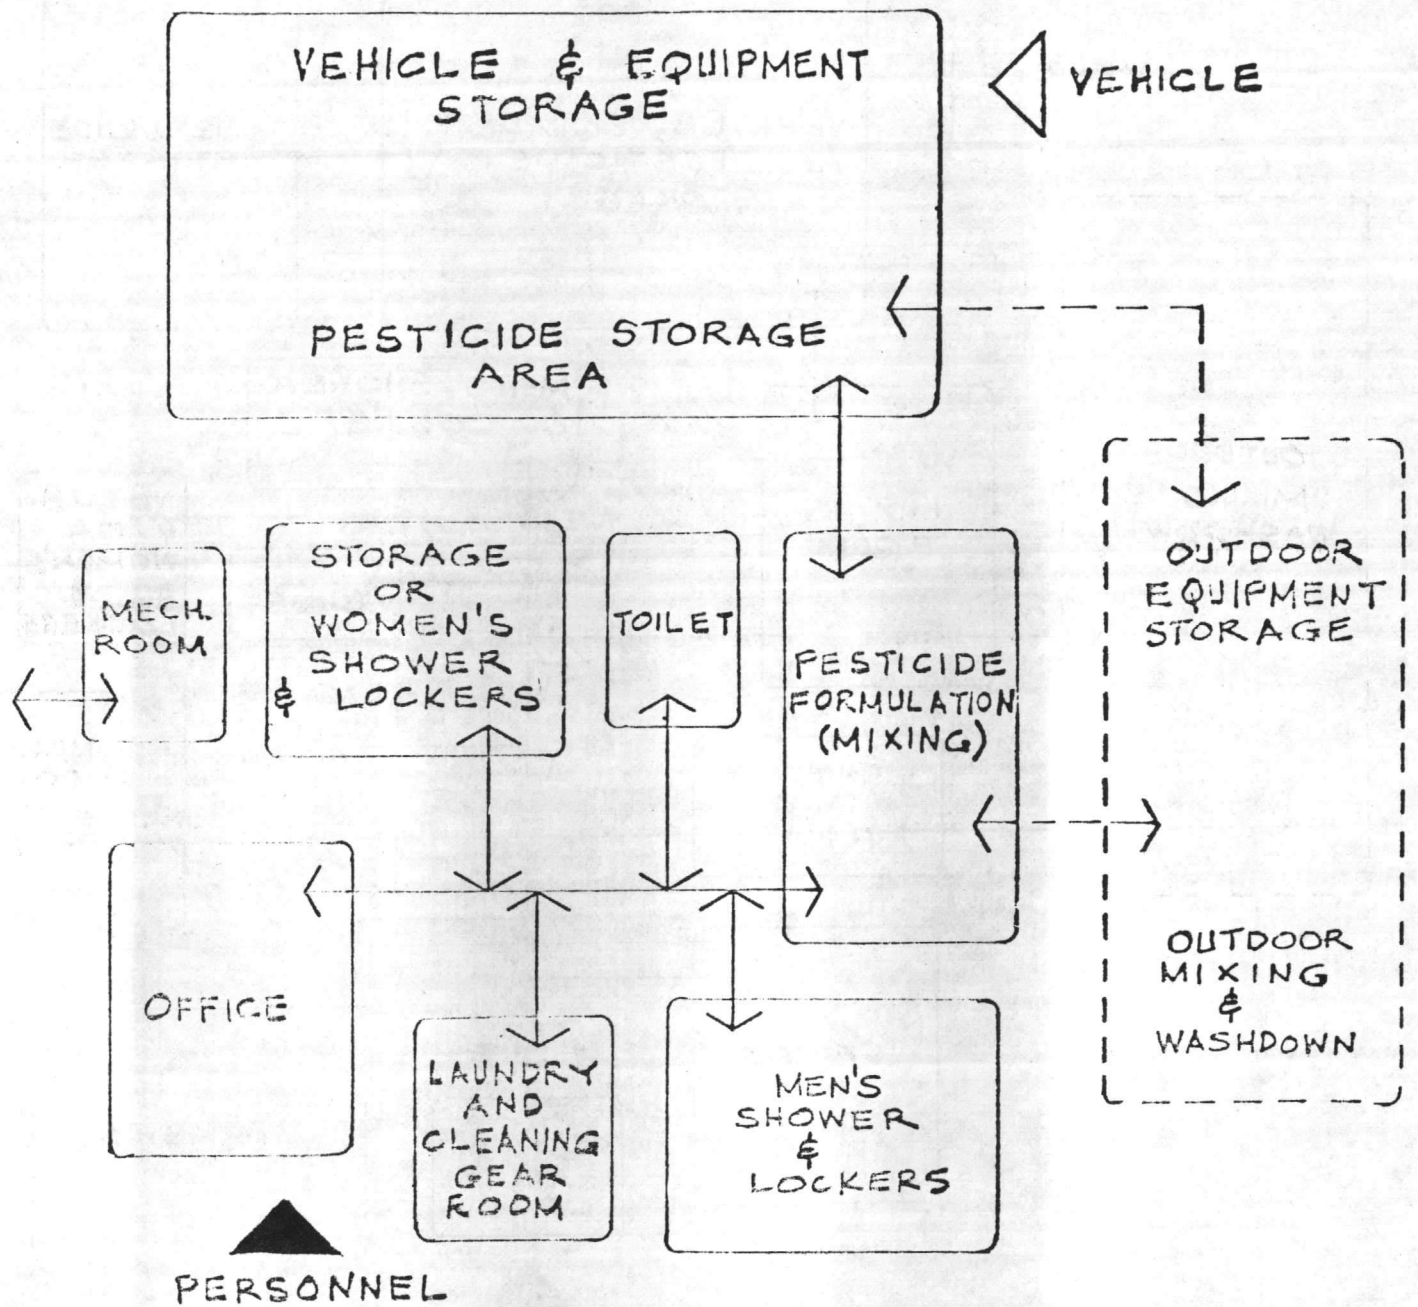 VEHICLE & EQUIPMENT
STORAGE
VEHICLE
PESTICIDE STORAGE
AREA
MECH.
ROOM
STORAGE
OR
WOMEN'S
SHOWER
& LOCKERS
TOILET
PESTICIDE
FORMULATION
(MIXING)
OUTDOOR
EQUIPMENT
STORAGE
OFFICE
LAUNDRY
AND
CLEANING
GEAR
ROOM
MEN'S
SHOWER
&
LOCKERS
OUTDOOR
MIXING
&
WASHDOWN
PERSONNEL